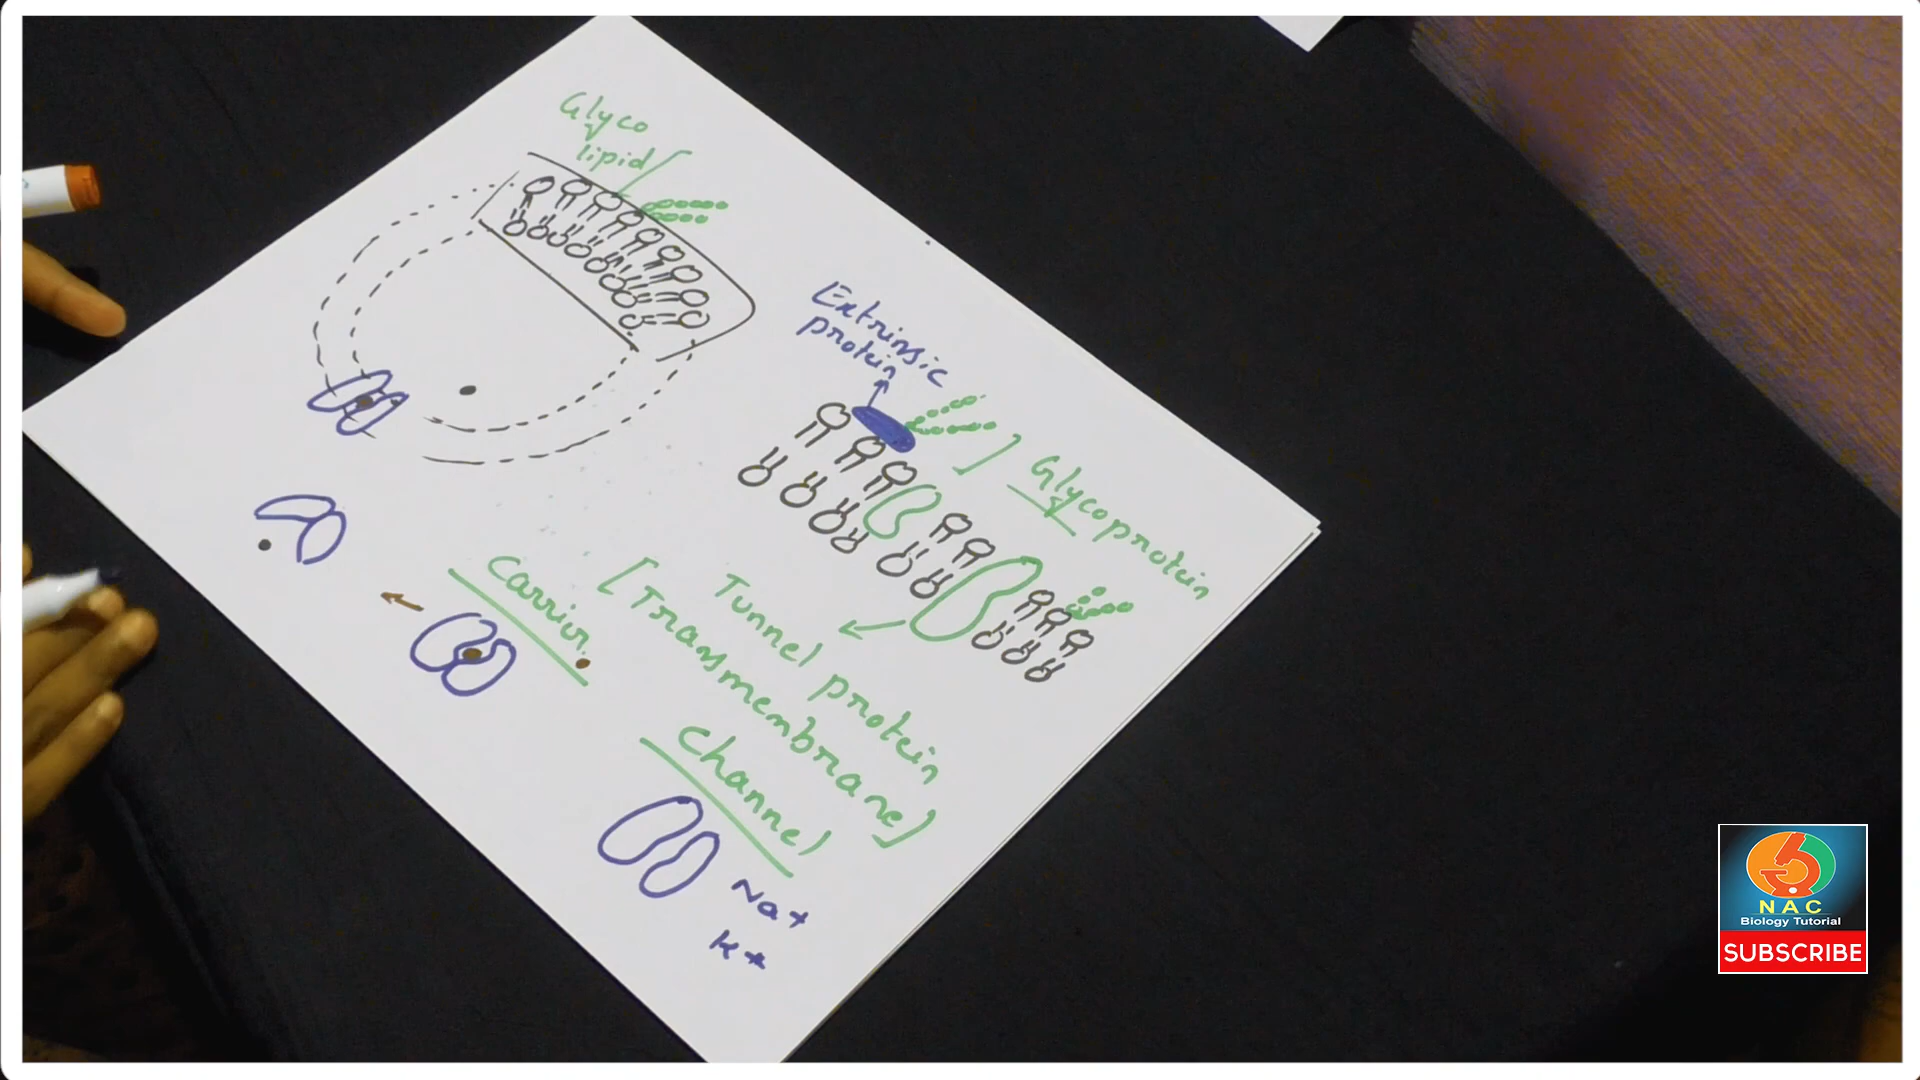 Glyco
lipid
Extrinsic
protein
Glycoprotein
Tunnel protein
[Transmembrane]
Carrier
Channel
Na+
K+
NAC
Biology Tutorial
SUBSCRIBE